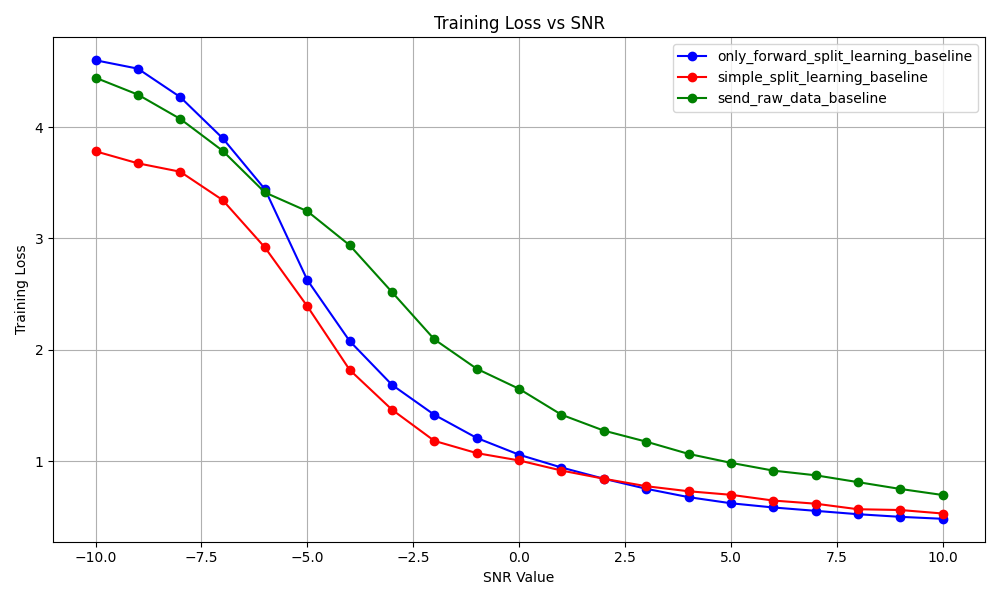 Training Loss vs SNR
only_forward_split_learning_baseline
simple_split_learning_baseline
send_raw_data_baseline
Training Loss
4
3
2
1
−10.0 −7.5 −5.0 −2.5 0.0 2.5 5.0 7.5 10.0
SNR Value